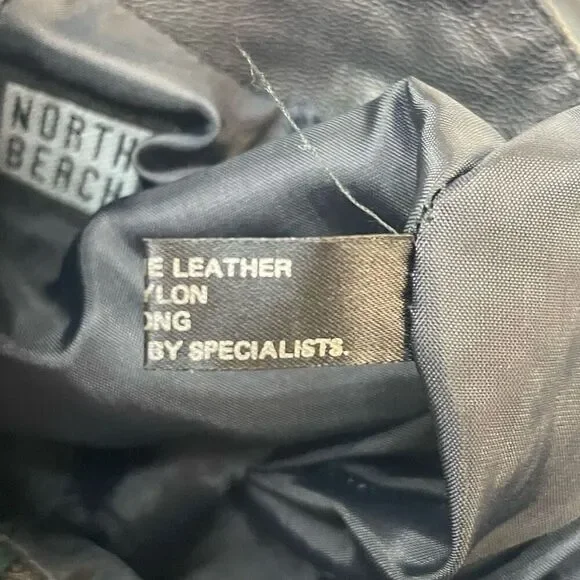 NORTH
BEACH
E LEATHER
YLON
ONG
BY SPECIALISTS.